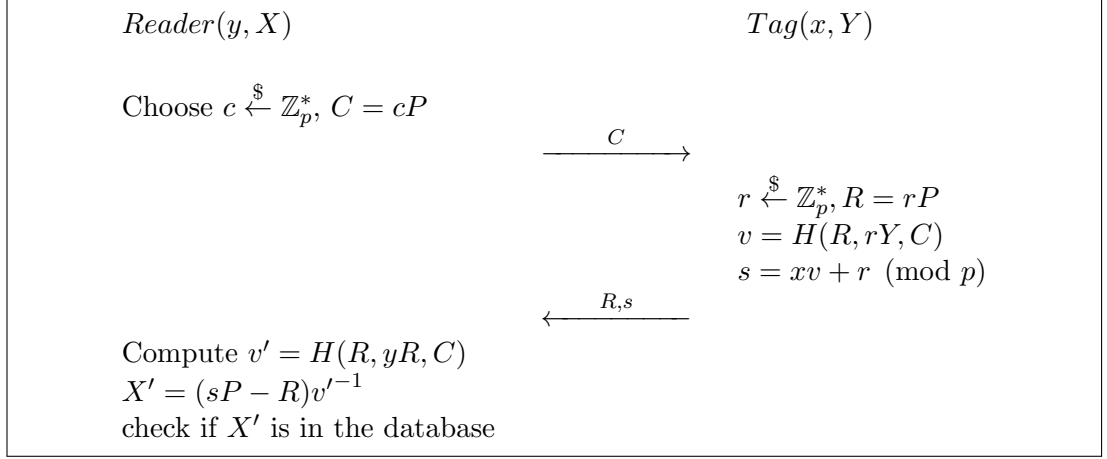 Reader(y, X) Tag(x, Y)
Choose c $← ℤ*ₚ, C = cP
C
r $← ℤ*ₚ, R = rP
v = H(R, rY, C)
s = xv + r (mod p)
R,s
Compute v′ = H(R, yR, C)
X′ = (sP − R)v′⁻¹
check if X′ is in the database